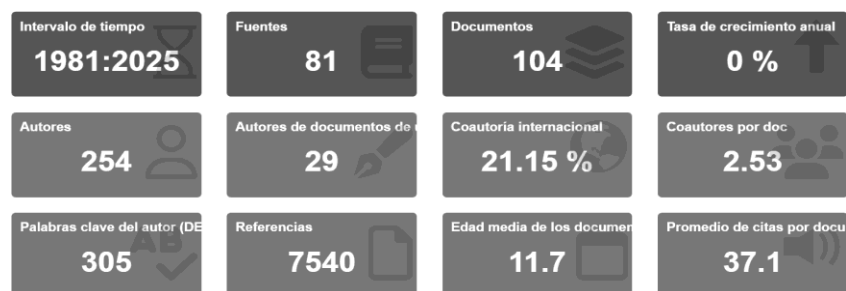 Intervalo de tiempo
1981:2025
Fuentes
81
Documentos
104
Tasa de crecimiento anual
0 %
Autores
254
Autores de documentos de
29
Coautoría internacional
21.15 %
Coautores por doc
2.53
Palabras clave del autor (DE
305
Referencias
7540
Edad media de los documen
11.7
Promedio de citas por docu
37.1
AB